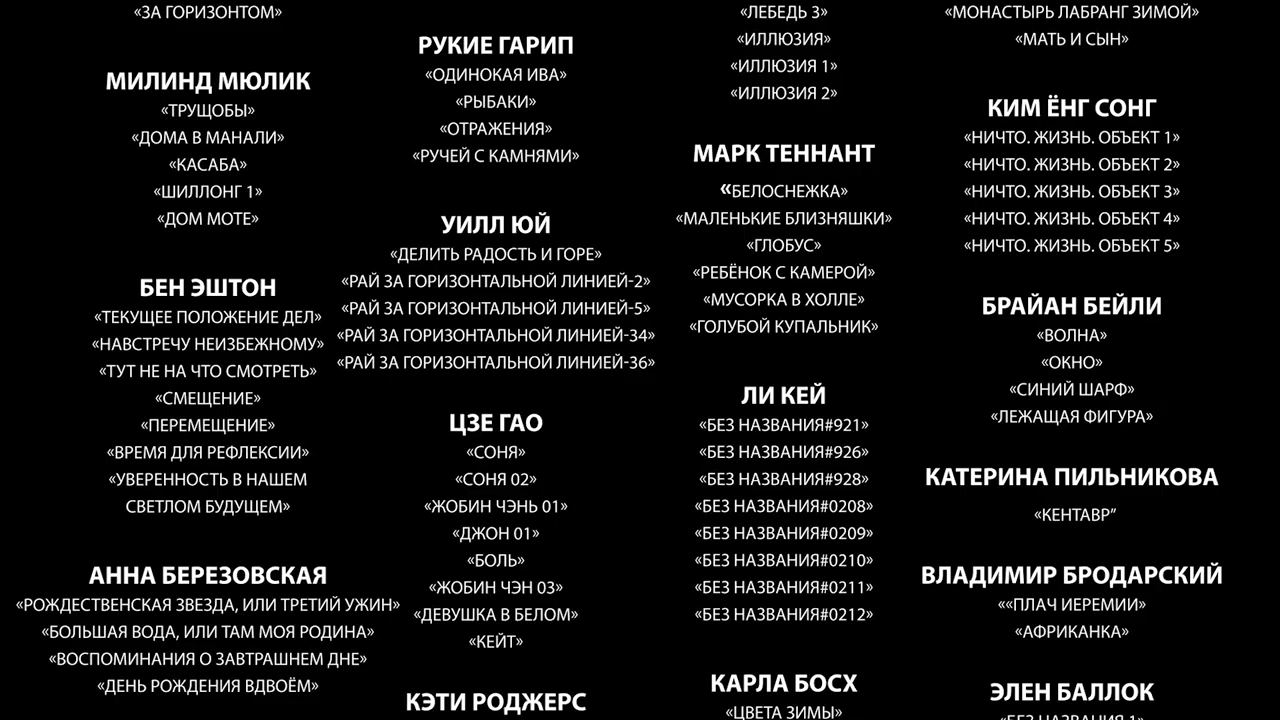 «ЗА ГОРИЗОНТОМ»
МИЛИНД МЮЛИК
«ТРУЩОБЫ»
«ДОМА В МАНАЛИ»
«КАСАБА»
«ШИЛЛОНГ 1»
«ДОМ МОТЕ»
БЕН ЭШТОН
«ТЕКУЩЕЕ ПОЛОЖЕНИЕ ДЕЛ»
«НАВСТРЕЧУ НЕИЗБЕЖНОМУ»
«ТУТ НЕ НА ЧТО СМОТРЕТЬ»
«СМЕЩЕНИЕ»
«ПЕРЕМЕЩЕНИЕ»
«ВРЕМЯ ДЛЯ РЕФЛЕКСИИ»
«УВЕРЕННОСТЬ В НАШЕМ
СВЕТЛОМ БУДУЩЕМ»
АННА БЕРЕЗОВСКАЯ
«РОЖДЕСТВЕНСКАЯ ЗВЕЗДА, ИЛИ ТРЕТИЙ УЖИН»
«БОЛЬШАЯ ВОДА, ИЛИ ТАМ МОЯ РОДИНА»
«ВОСПОМИНАНИЯ О ЗАВТРАШНЕМ ДНЕ»
«ДЕНЬ РОЖДЕНИЯ ВДВОЁМ»
РУКИЕ ГАРИП
«ОДИНОКАЯ ИВА»
«РЫБАКИ»
«ОТРАЖЕНИЯ»
«РУЧЕЙ С КАМНЯМИ»
УИЛЛ ЮЙ
«ДЕЛИТЬ РАДОСТЬ И ГОРЕ»
«РАЙ ЗА ГОРИЗОНТАЛЬНОЙ ЛИНИЕЙ-2»
«РАЙ ЗА ГОРИЗОНТАЛЬНОЙ ЛИНИЕЙ-5»
«РАЙ ЗА ГОРИЗОНТАЛЬНОЙ ЛИНИЕЙ-34»
«РАЙ ЗА ГОРИЗОНТАЛЬНОЙ ЛИНИЕЙ-36»
ЦЗЕ ГАО
«СОНЯ»
«СОНЯ 02»
«ЖОБИН ЧЭНЬ 01»
«ДЖОН 01»
«БОЛЬ»
«ЖОБИН ЧЭН 03»
«ДЕВУШКА В БЕЛОМ»
«КЕЙТ»
КЭТИ РОДЖЕРС
«ЛЕБЕДЬ 3»
«ИЛЛЮЗИЯ»
«ИЛЛЮЗИЯ 1»
«ИЛЛЮЗИЯ 2»
МАРК ТЕННАНТ
«БЕЛОСНЕЖКА»
«МАЛЕНЬКИЕ БЛИЗНЯШКИ»
«ГЛОБУС»
«РЕБЁНОК С КАМЕРОЙ»
«МУСОРКА В ХОЛЛЕ»
«ГОЛУБОЙ КУПАЛЬНИК»
ЛИ КЕЙ
«БЕЗ НАЗВАНИЯ#921»
«БЕЗ НАЗВАНИЯ#926»
«БЕЗ НАЗВАНИЯ#928»
«БЕЗ НАЗВАНИЯ#0208»
«БЕЗ НАЗВАНИЯ#0209»
«БЕЗ НАЗВАНИЯ#0210»
«БЕЗ НАЗВАНИЯ#0211»
«БЕЗ НАЗВАНИЯ#0212»
КАРЛА БОСХ
«ЦВЕТА ЗИМЫ»
«МОНАСТЫРЬ ЛАБРАНГ ЗИМОЙ»
«МАТЬ И СЫН»
КИМ ЁНГ СОНГ
«НИЧТО. ЖИЗНЬ. ОБЪЕКТ 1»
«НИЧТО. ЖИЗНЬ. ОБЪЕКТ 2»
«НИЧТО. ЖИЗНЬ. ОБЪЕКТ 3»
«НИЧТО. ЖИЗНЬ. ОБЪЕКТ 4»
«НИЧТО. ЖИЗНЬ. ОБЪЕКТ 5»
БРАЙАН БЕЙЛИ
«ВОЛНА»
«ОКНО»
«СИНИЙ ШАРФ»
«ЛЕЖАЩАЯ ФИГУРА»
КАТЕРИНА ПИЛЬНИКОВА
«КЕНТАВР”
ВЛАДИМИР БРОДАРСКИЙ
««ПЛАЧ ИЕРЕМИИ»
«АФРИКАНКА»
ЭЛЕН БАЛЛОК
«БЕЗ НАЗВАНИЯ 1»